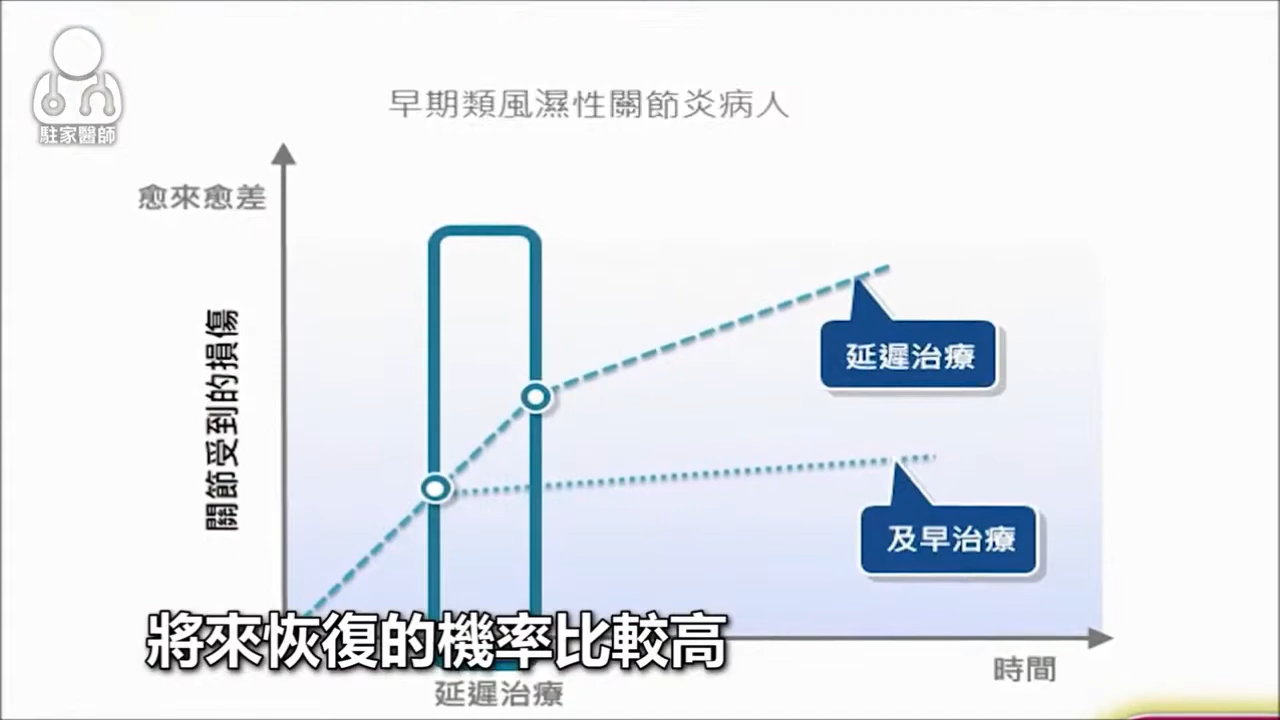 駐家醫師
早期類風濕性關節炎病人
愈來愈差
關節受到的損傷
延遲治療
及早治療
將來恢復的機率比較高
時間
延遲治療